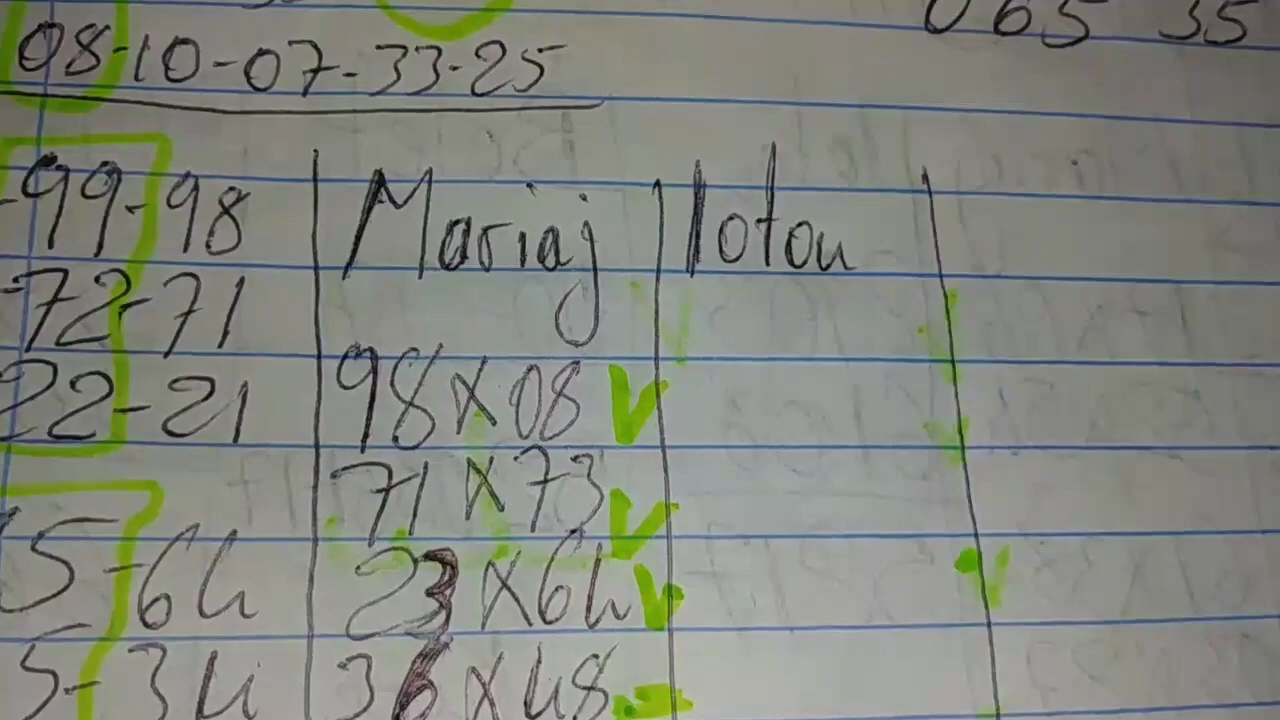 065 35
08-10-07-33-25
-99-98 Mariaj lotou
-72-71
22-21 98X08 V
71X73 V
5-64 23X64 V
5-34 36X48